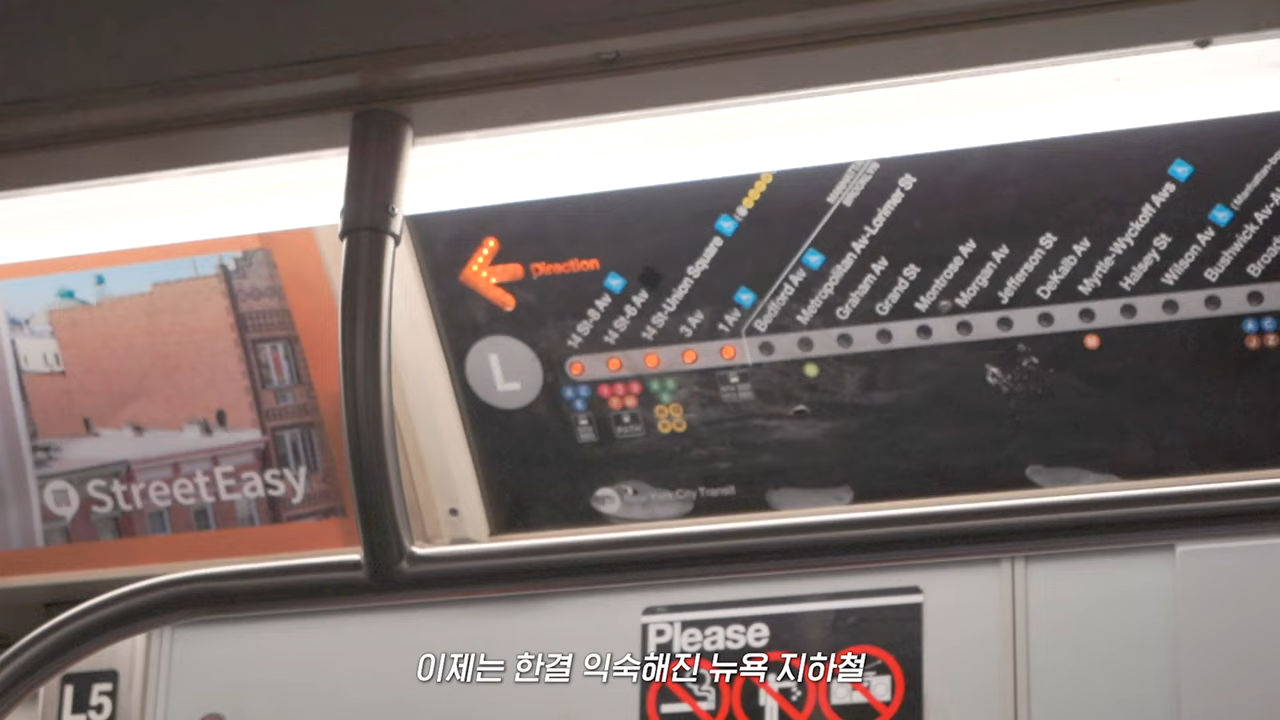 Direction
L
14 St-8 Av
14 St-6 Av
14 St-Union Square
3 Av
1 Av
Bedford Av
Metropolitan Av-Lorimer St
Graham Av
Grand St
Montrose Av
Morgan Av
Jefferson St
DeKalb Av
Myrtle-Wyckoff Avs
Halsey St
Wilson Av
Bushwick Av-A
StreetEasy
York City Transit
Please
이제는 한결 익숙해진 뉴욕 지하철
L5